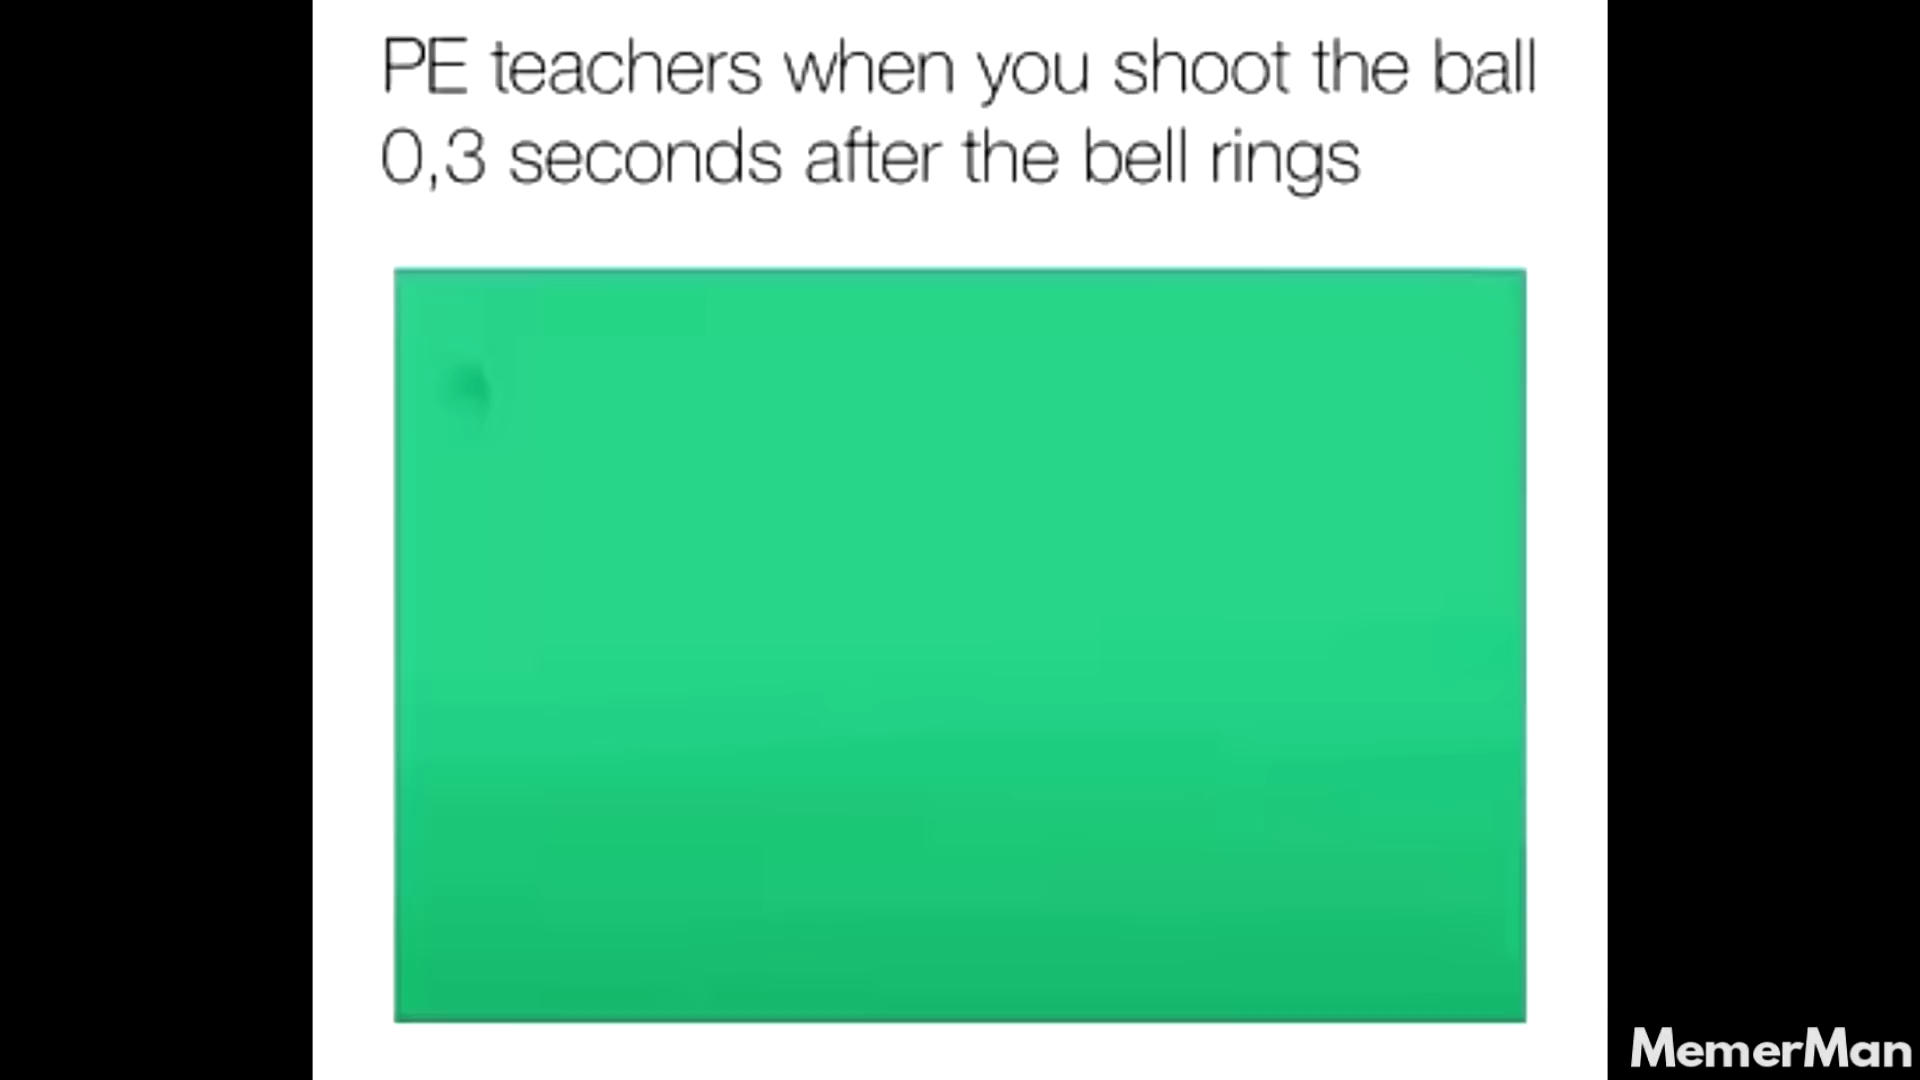 PE teachers when you shoot the ball
0,3 seconds after the bell rings
MemerMan